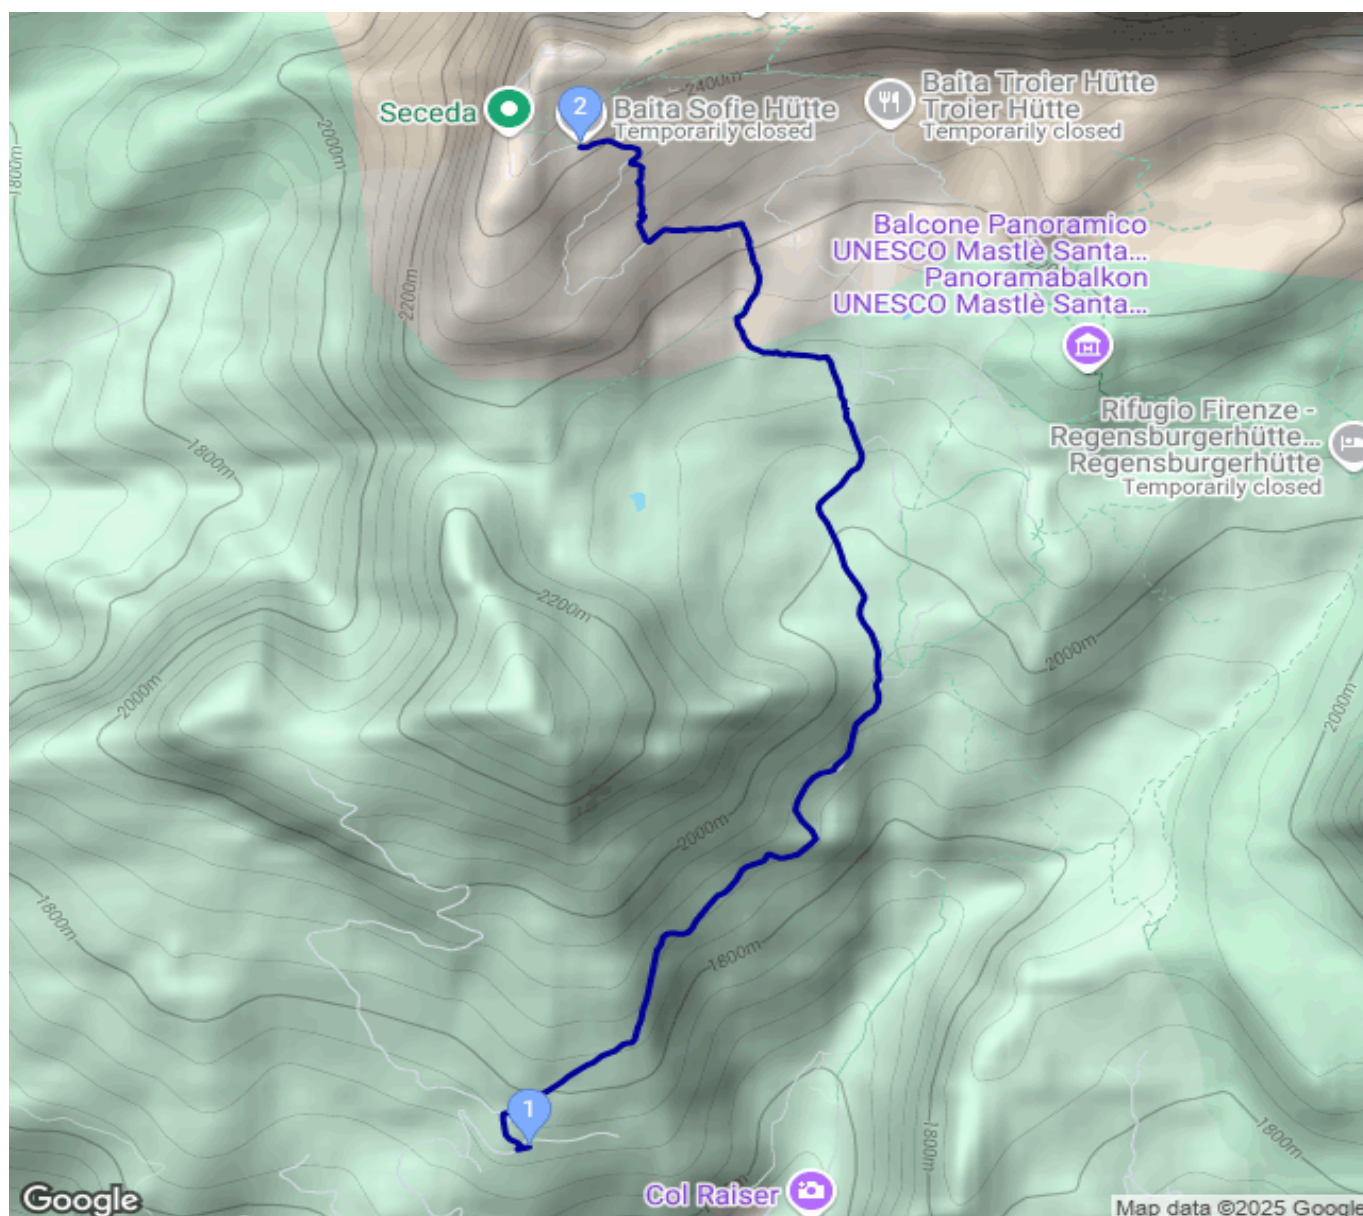 2
Seceda
Baita Sofie Hütte
Temporarily closed
2400m
Baita Troier Hütte
Troier Hütte
Temporarily closed
2000m
1800m
Balcone Panoramico
UNESCO Mastlè Santa...
Panoramabalkon
UNESCO Mastlè Santa...
2200m
Rifugio Firenze -
Regensburgerhütte...
Regensburgerhütte
Temporarily closed
1800m
2200m
2000m
2000m
2000m
2000m
1800m
1800m
1
1800m
1800m
Col Raiser
Google
Map data ©2025 Google